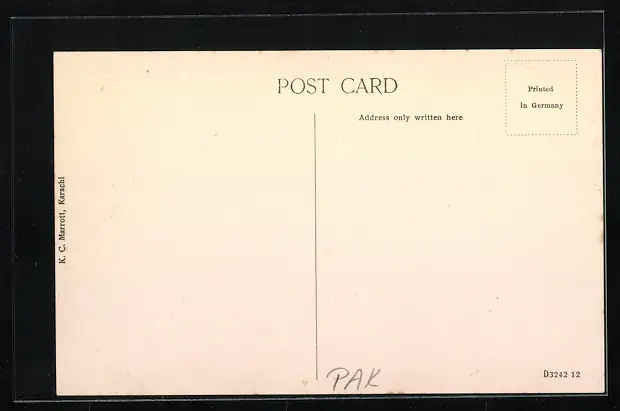 POST CARD
Address only written here
Printed
in Germany
K. C. Marrott, Karachi
PAK
D3242 12